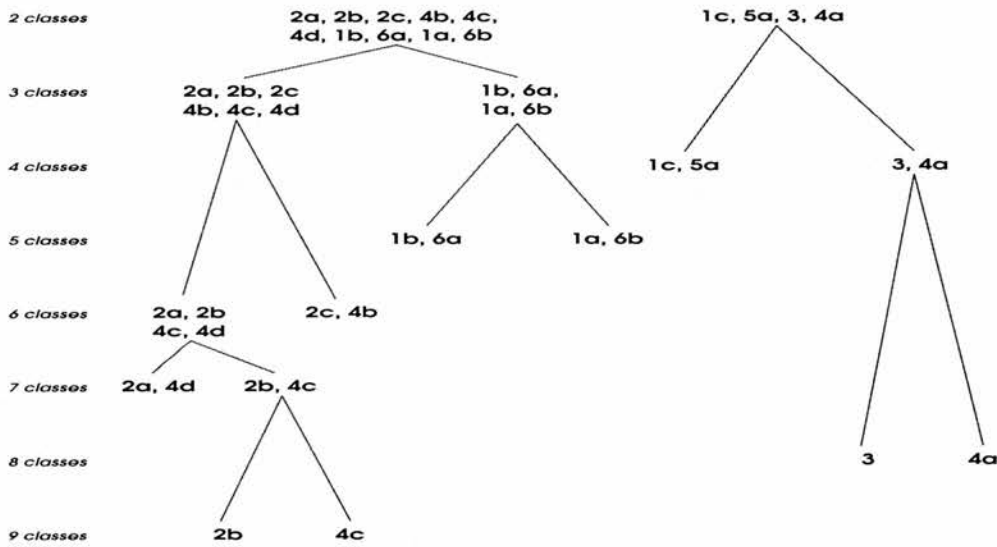 2 classes
2a, 2b, 2c, 4b, 4c,
4d, 1b, 6a, 1a, 6b
1c, 5a, 3, 4a
3 classes
2a, 2b, 2c
4b, 4c, 4d
1b, 6a,
1a, 6b
4 classes
1c, 5a
3, 4a
5 classes
1b, 6a
1a, 6b
6 classes
2a, 2b
4c, 4d
2c, 4b
7 classes
2a, 4d
2b, 4c
8 classes
3
4a
9 classes
2b
4c